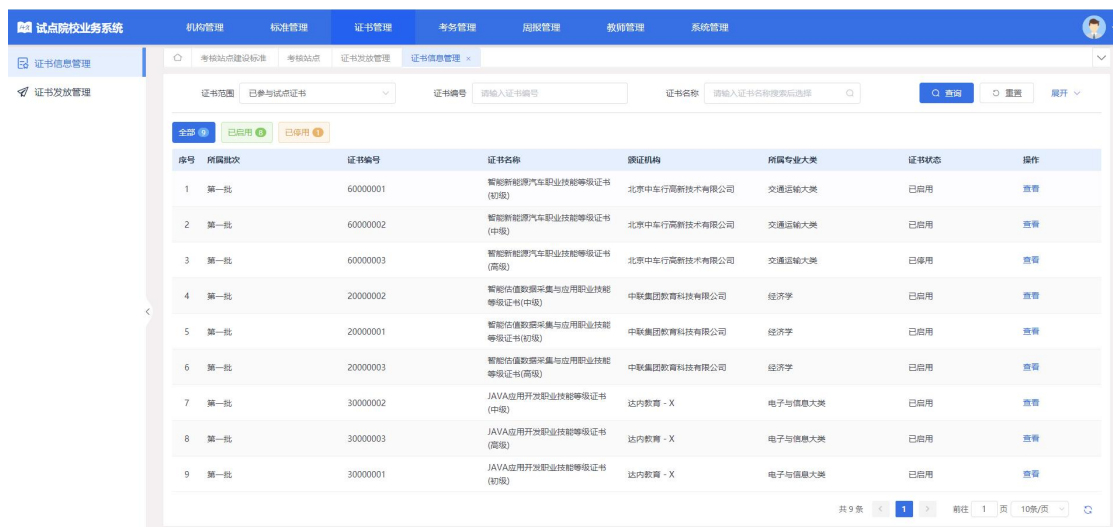 试点院校业务系统 机构管理 标准管理 证书管理 考务管理 周报管理 教师管理 系统管理
证书信息管理
证书发放管理
考核站点建设标准 考核站点 证书发放管理 证书信息管理 ×
证书范围 已参与试点证书 证书编号 请输入证书编号 证书名称 请输入证书名称搜索后选择 查询 重置 展开
全部 9 已启用 8 已停用 1
序号 所属批次 证书编号 证书名称 颁证机构 所属专业大类 证书状态 操作
1 第一批 60000001 智能新能源汽车职业技能等级证书(初级) 北京中车行高新技术有限公司 交通运输大类 已启用 查看
2 第一批 60000002 智能新能源汽车职业技能等级证书(中级) 北京中车行高新技术有限公司 交通运输大类 已启用 查看
3 第一批 60000003 智能新能源汽车职业技能等级证书(高级) 北京中车行高新技术有限公司 交通运输大类 已停用 查看
4 第一批 20000002 智能估值数据采集与应用职业技能等级证书(中级) 中联集团教育科技有限公司 经济学 已启用 查看
5 第一批 20000001 智能估值数据采集与应用职业技能等级证书(初级) 中联集团教育科技有限公司 经济学 已启用 查看
6 第一批 20000003 智能估值数据采集与应用职业技能等级证书(高级) 中联集团教育科技有限公司 经济学 已启用 查看
7 第一批 30000002 JAVA应用开发职业技能等级证书(中级) 达内教育 - X 电子与信息大类 已启用 查看
8 第一批 30000003 JAVA应用开发职业技能等级证书(高级) 达内教育 - X 电子与信息大类 已启用 查看
9 第一批 30000001 JAVA应用开发职业技能等级证书(初级) 达内教育 - X 电子与信息大类 已启用 查看
共 9 条 < 1 > 前往 1 页 10条/页